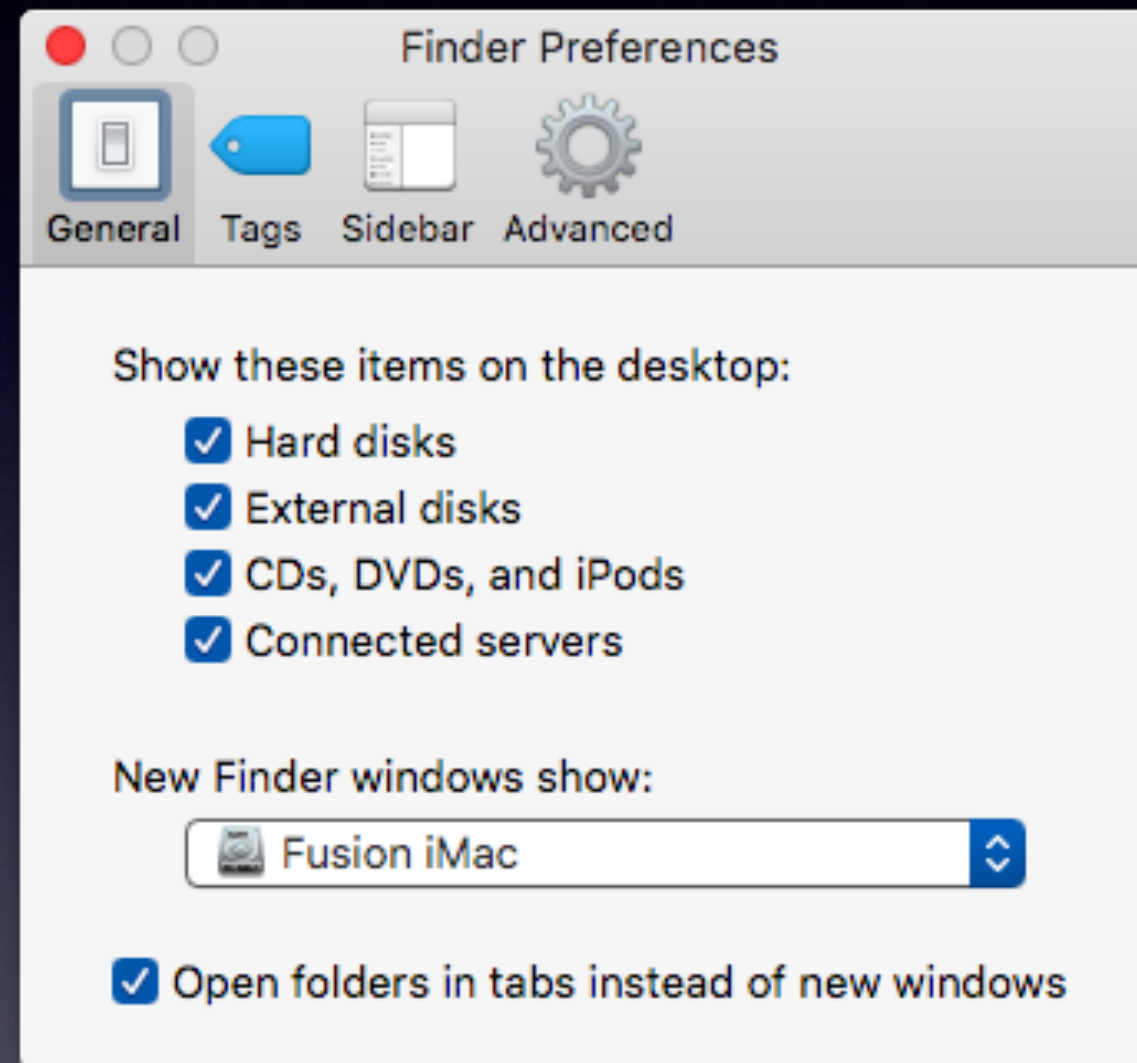 Finder Preferences
General Tags Sidebar Advanced
Show these items on the desktop:
Hard disks
External disks
CDs, DVDs, and iPods
Connected servers
New Finder windows show:
Fusion iMac
Open folders in tabs instead of new windows